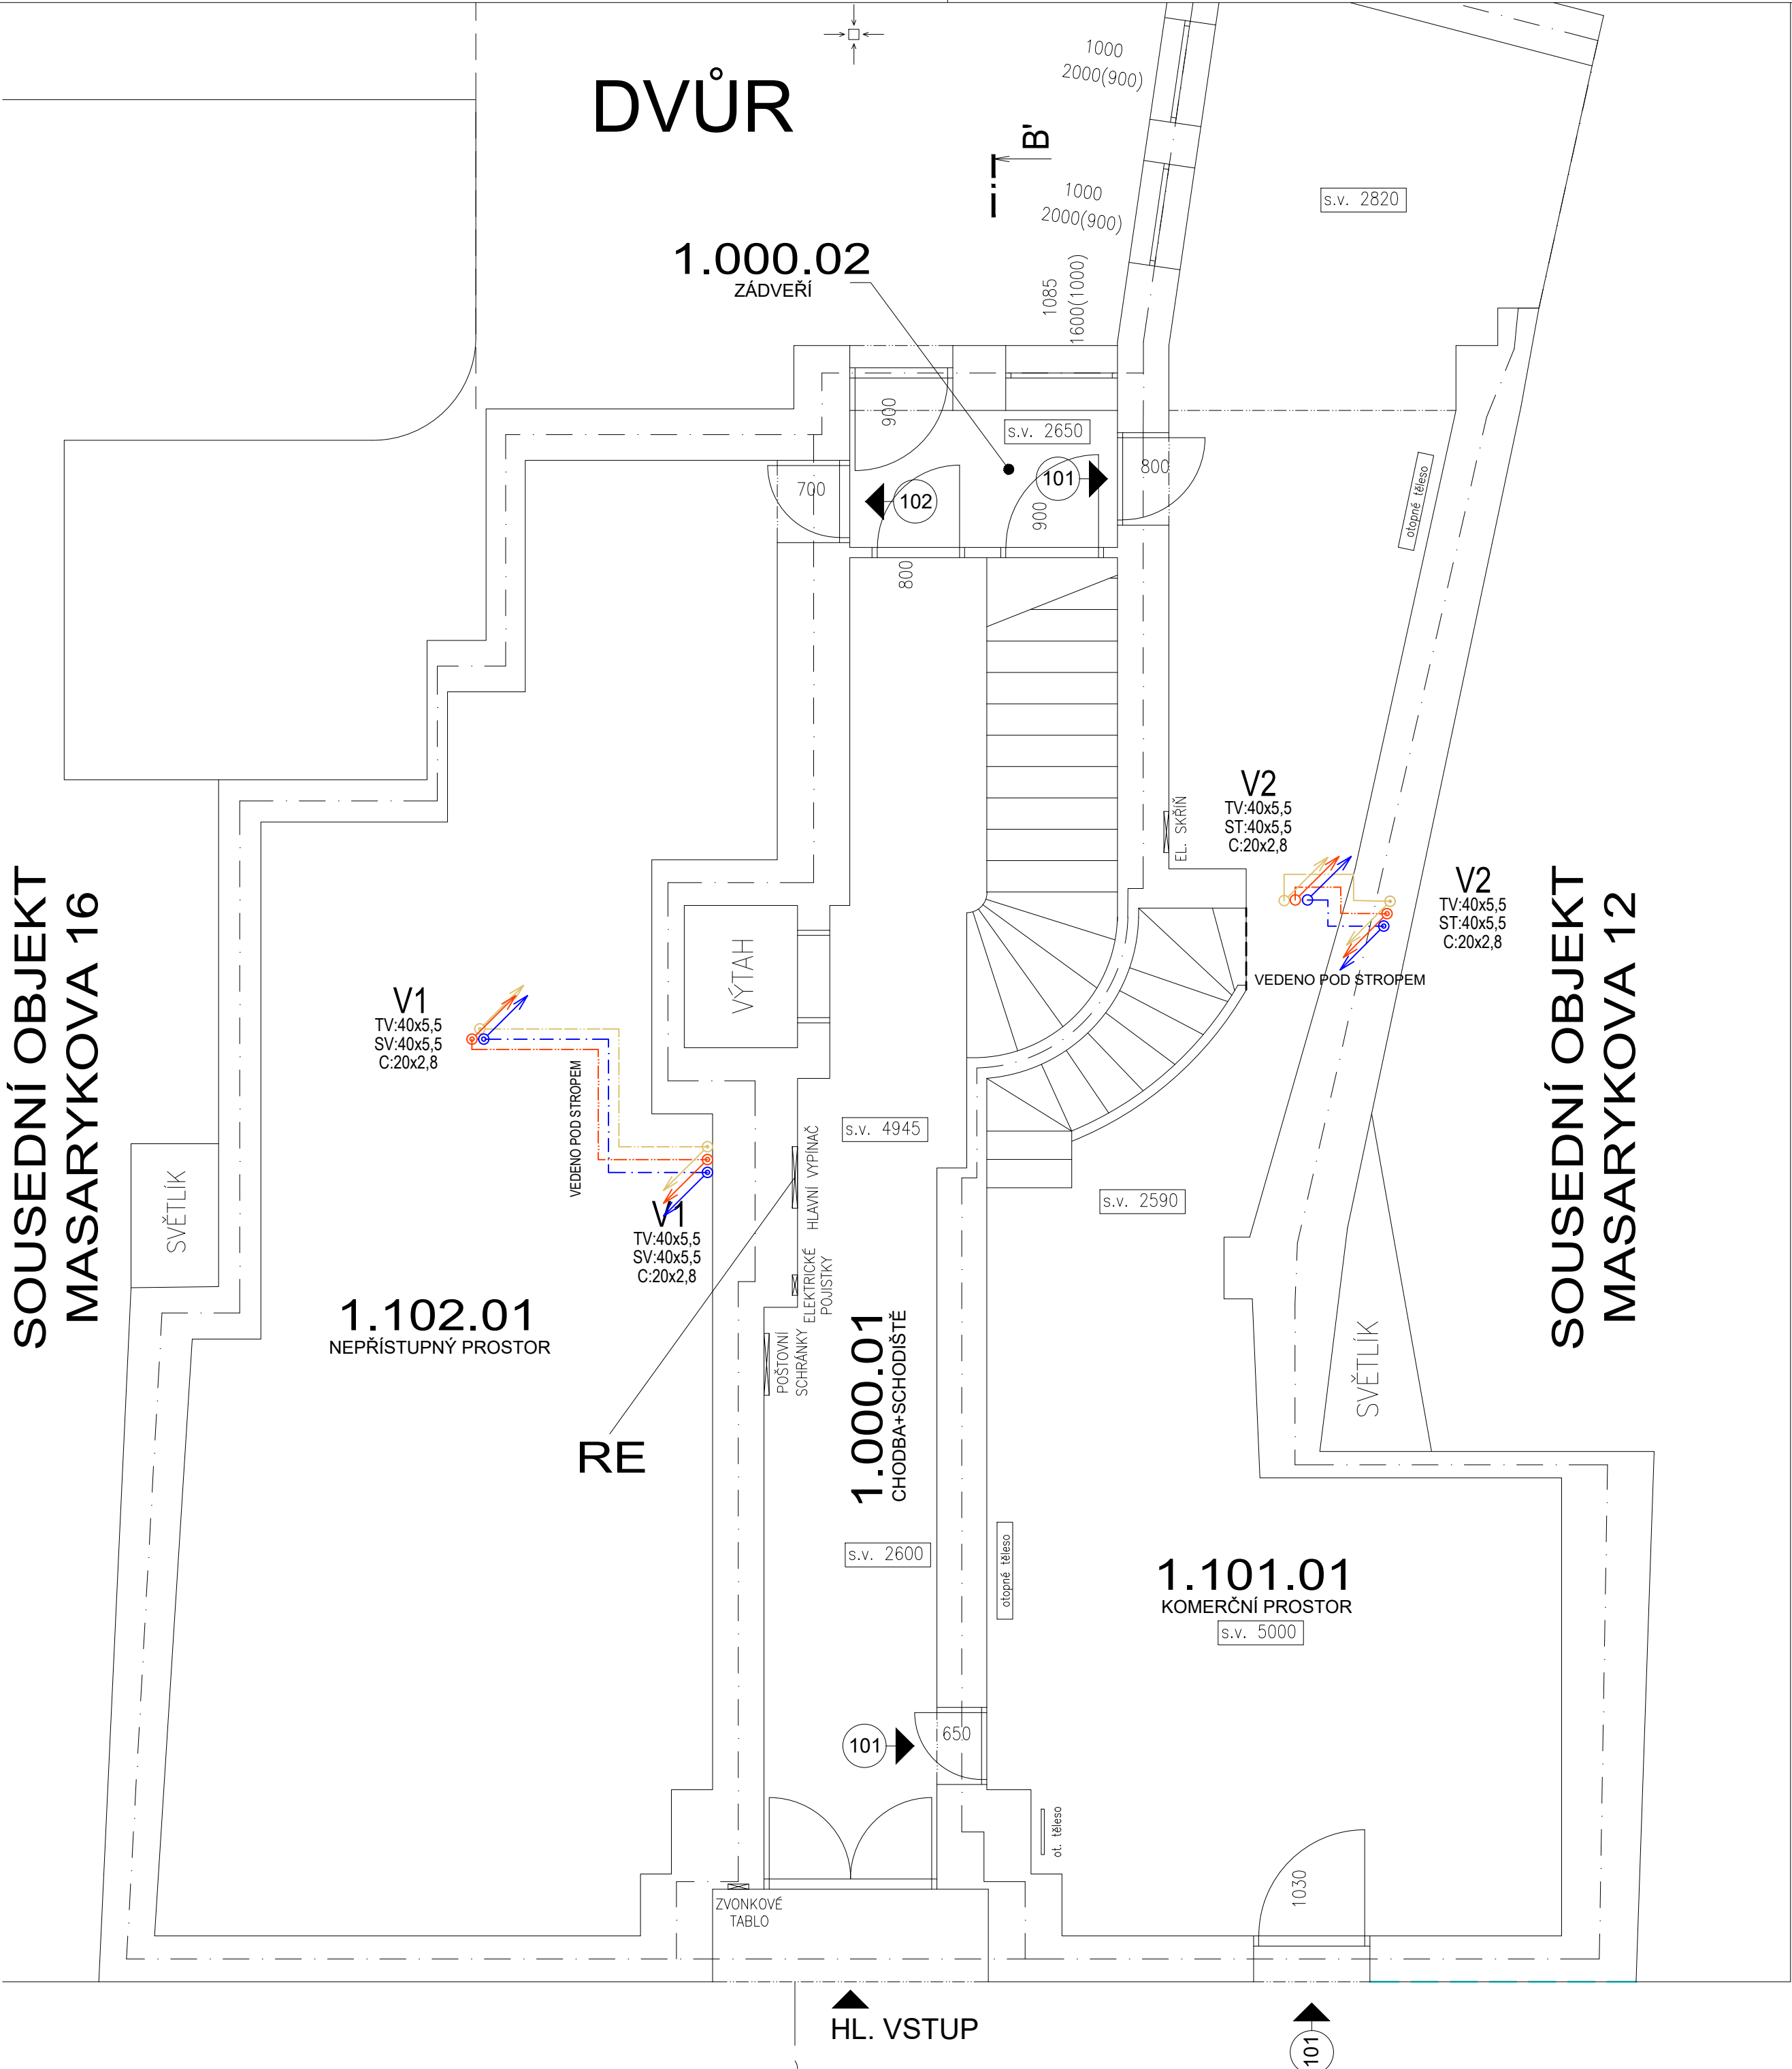 DVŮR
1000
2000(900)
B'
1000
2000(900)
s.v. 2820
1.000.02
ZÁDVEŘÍ
1085
1600(1000)
900
s.v. 2650
700
102
101
800
900
800
otopné těleso
EL. SKŘÍŇ
V2
TV:40x5,5
ST:40x5,5
C:20x2,8
V2
TV:40x5,5
ST:40x5,5
C:20x2,8
VEDENO POD STROPEM
SOUSEDNÍ OBJEKT
MASARYKOVA 16
SOUSEDNÍ OBJEKT
MASARYKOVA 12
VÝTAH
V1
TV:40x5,5
SV:40x5,5
C:20x2,8
VEDENO POD STROPEM
V1
TV:40x5,5
SV:40x5,5
C:20x2,8
s.v. 4945
HLAVNÍ VYPÍNAČ
s.v. 2590
SVĚTLÍK
ELEKTRICKÉ
POJISTKY
1.102.01
NEPŘÍSTUPNÝ PROSTOR
POŠTOVNÍ
SCHRÁNKY
1.000.01
CHODBA+SCHODIŠTĚ
SVĚTLÍK
RE
s.v. 2600
otopné těleso
1.101.01
KOMERČNÍ PROSTOR
s.v. 5000
101
650
ot. těleso
1030
ZVONKOVÉ
TABLO
HL. VSTUP
101